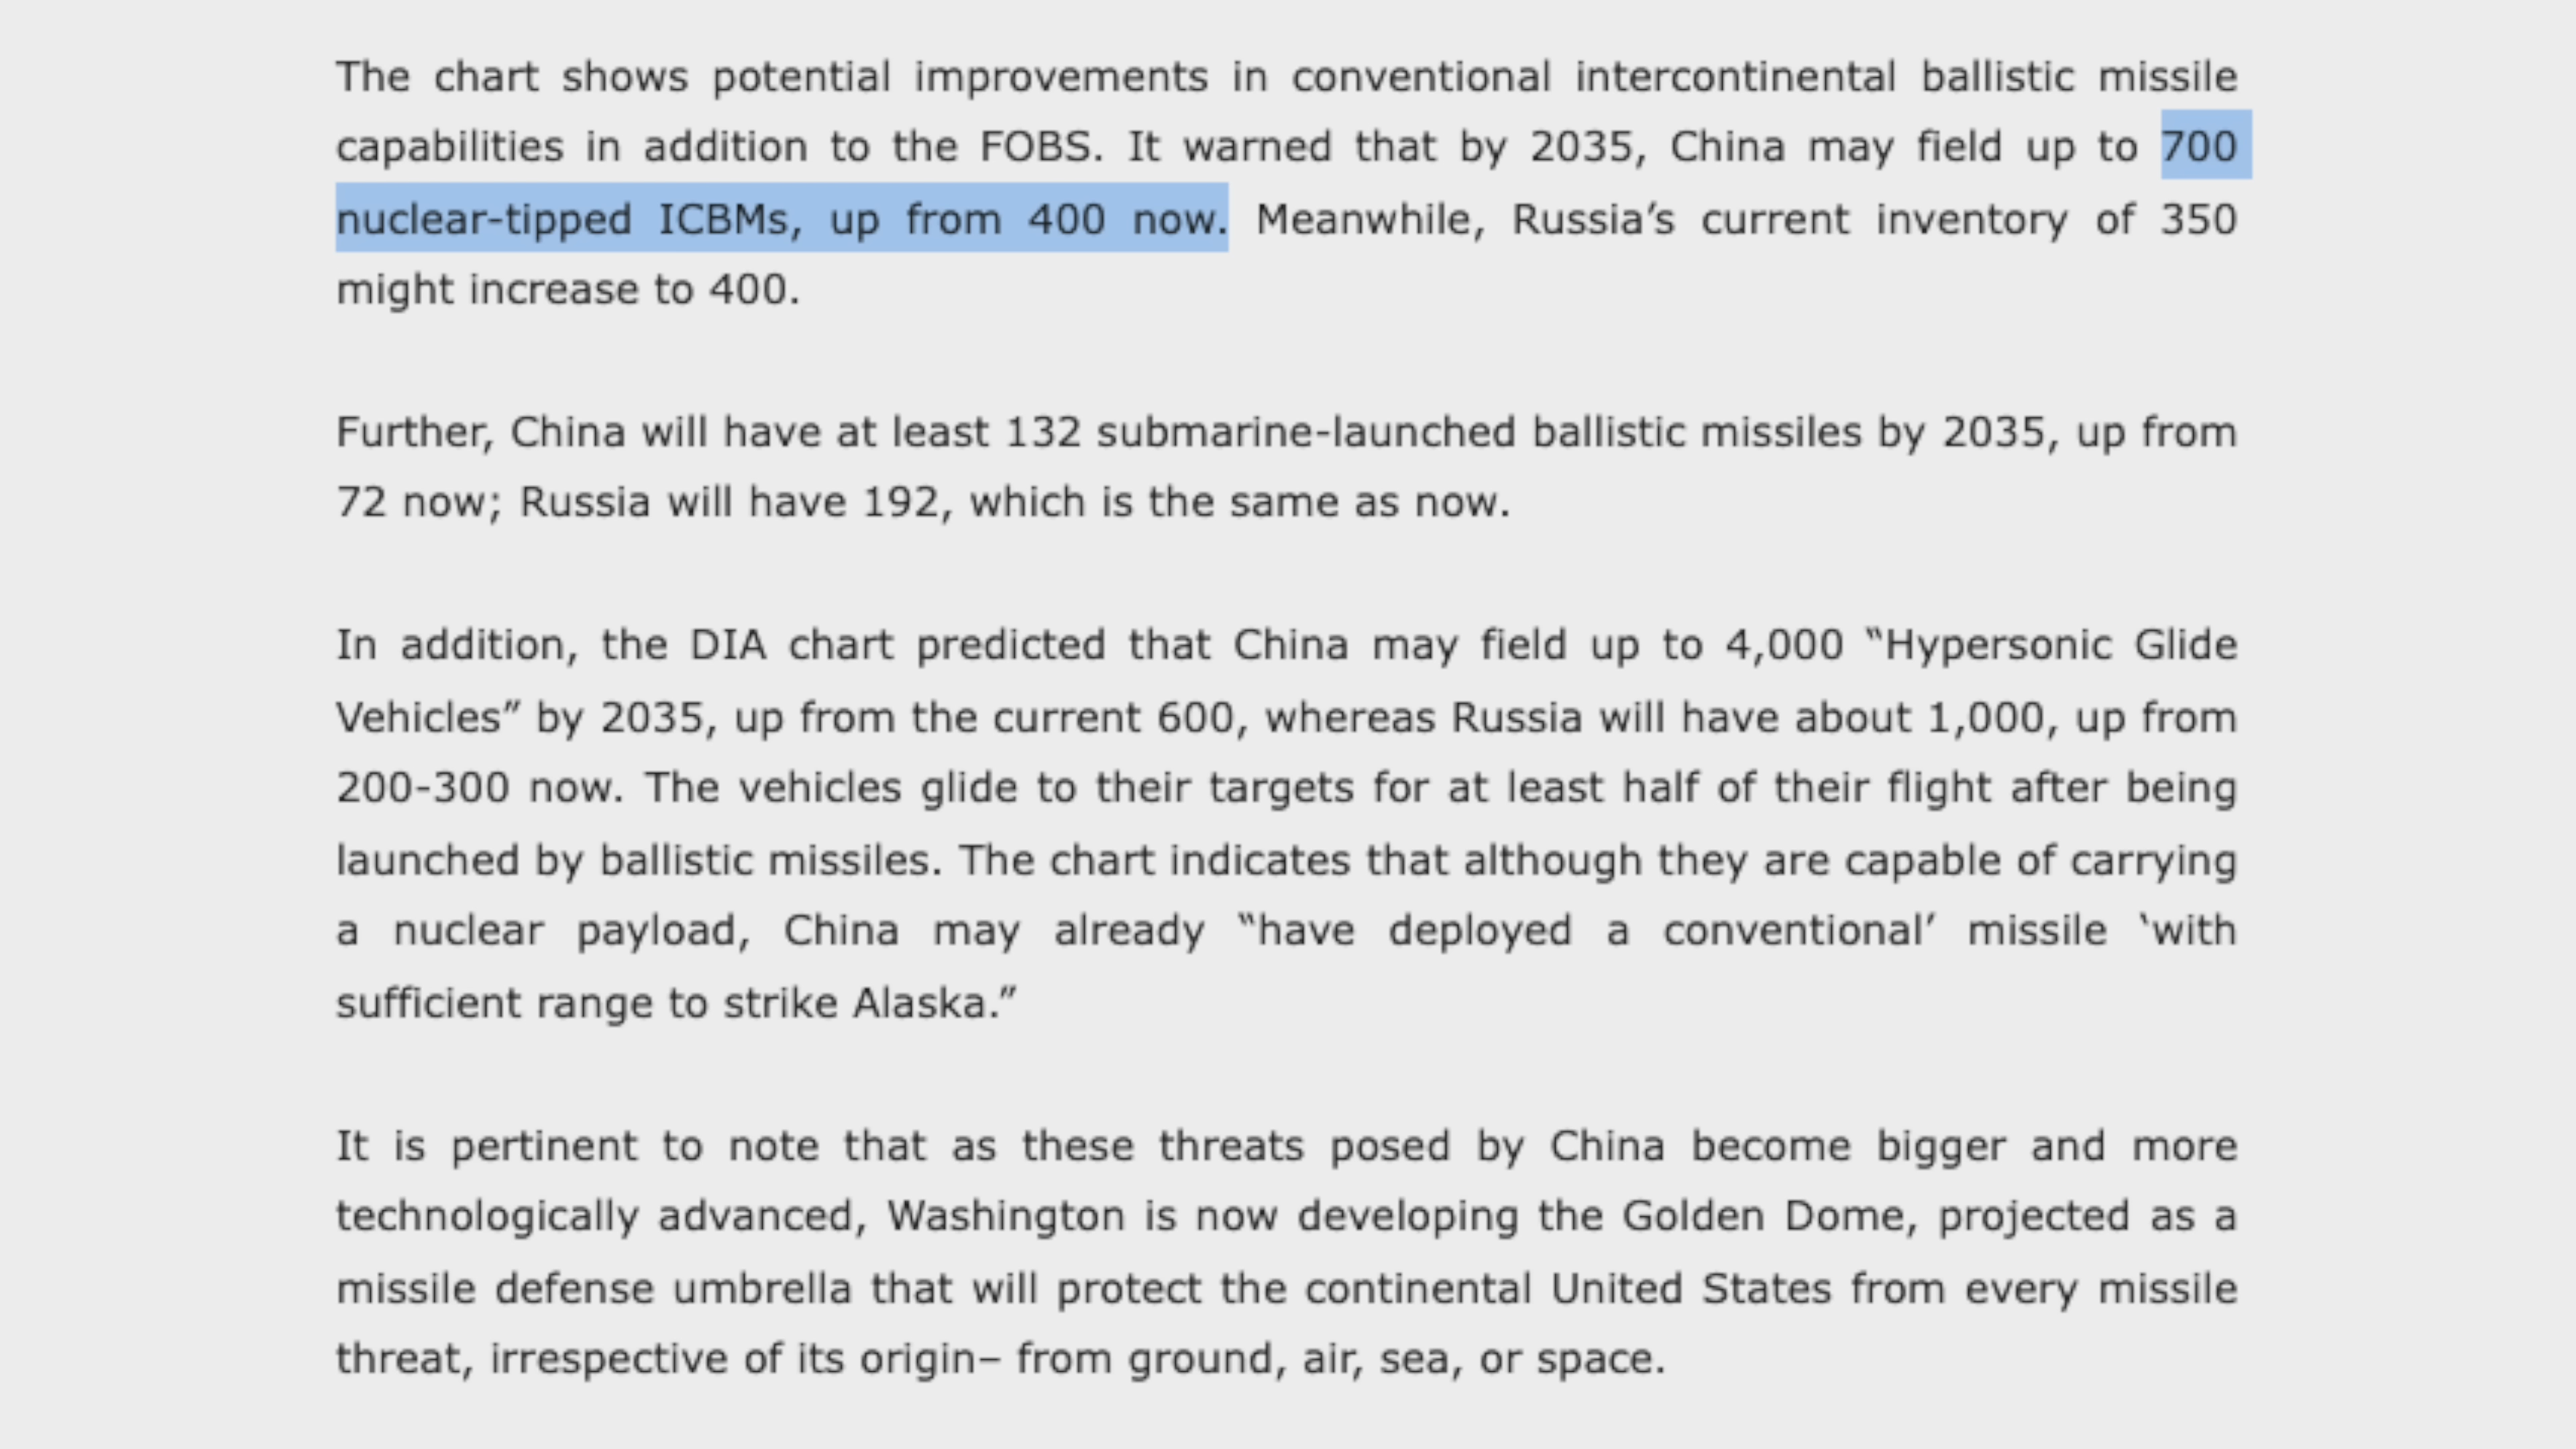 The chart shows potential improvements in conventional intercontinental ballistic missile
capabilities in addition to the FOBS. It warned that by 2035, China may field up to 700
nuclear-tipped ICBMs, up from 400 now. Meanwhile, Russia’s current inventory of 350
might increase to 400.
Further, China will have at least 132 submarine-launched ballistic missiles by 2035, up from
72 now; Russia will have 192, which is the same as now.
In addition, the DIA chart predicted that China may field up to 4,000 “Hypersonic Glide
Vehicles” by 2035, up from the current 600, whereas Russia will have about 1,000, up from
200-300 now. The vehicles glide to their targets for at least half of their flight after being
launched by ballistic missiles. The chart indicates that although they are capable of carrying
a nuclear payload, China may already “have deployed a conventional’ missile ‘with
sufficient range to strike Alaska.”
It is pertinent to note that as these threats posed by China become bigger and more
technologically advanced, Washington is now developing the Golden Dome, projected as a
missile defense umbrella that will protect the continental United States from every missile
threat, irrespective of its origin– from ground, air, sea, or space.